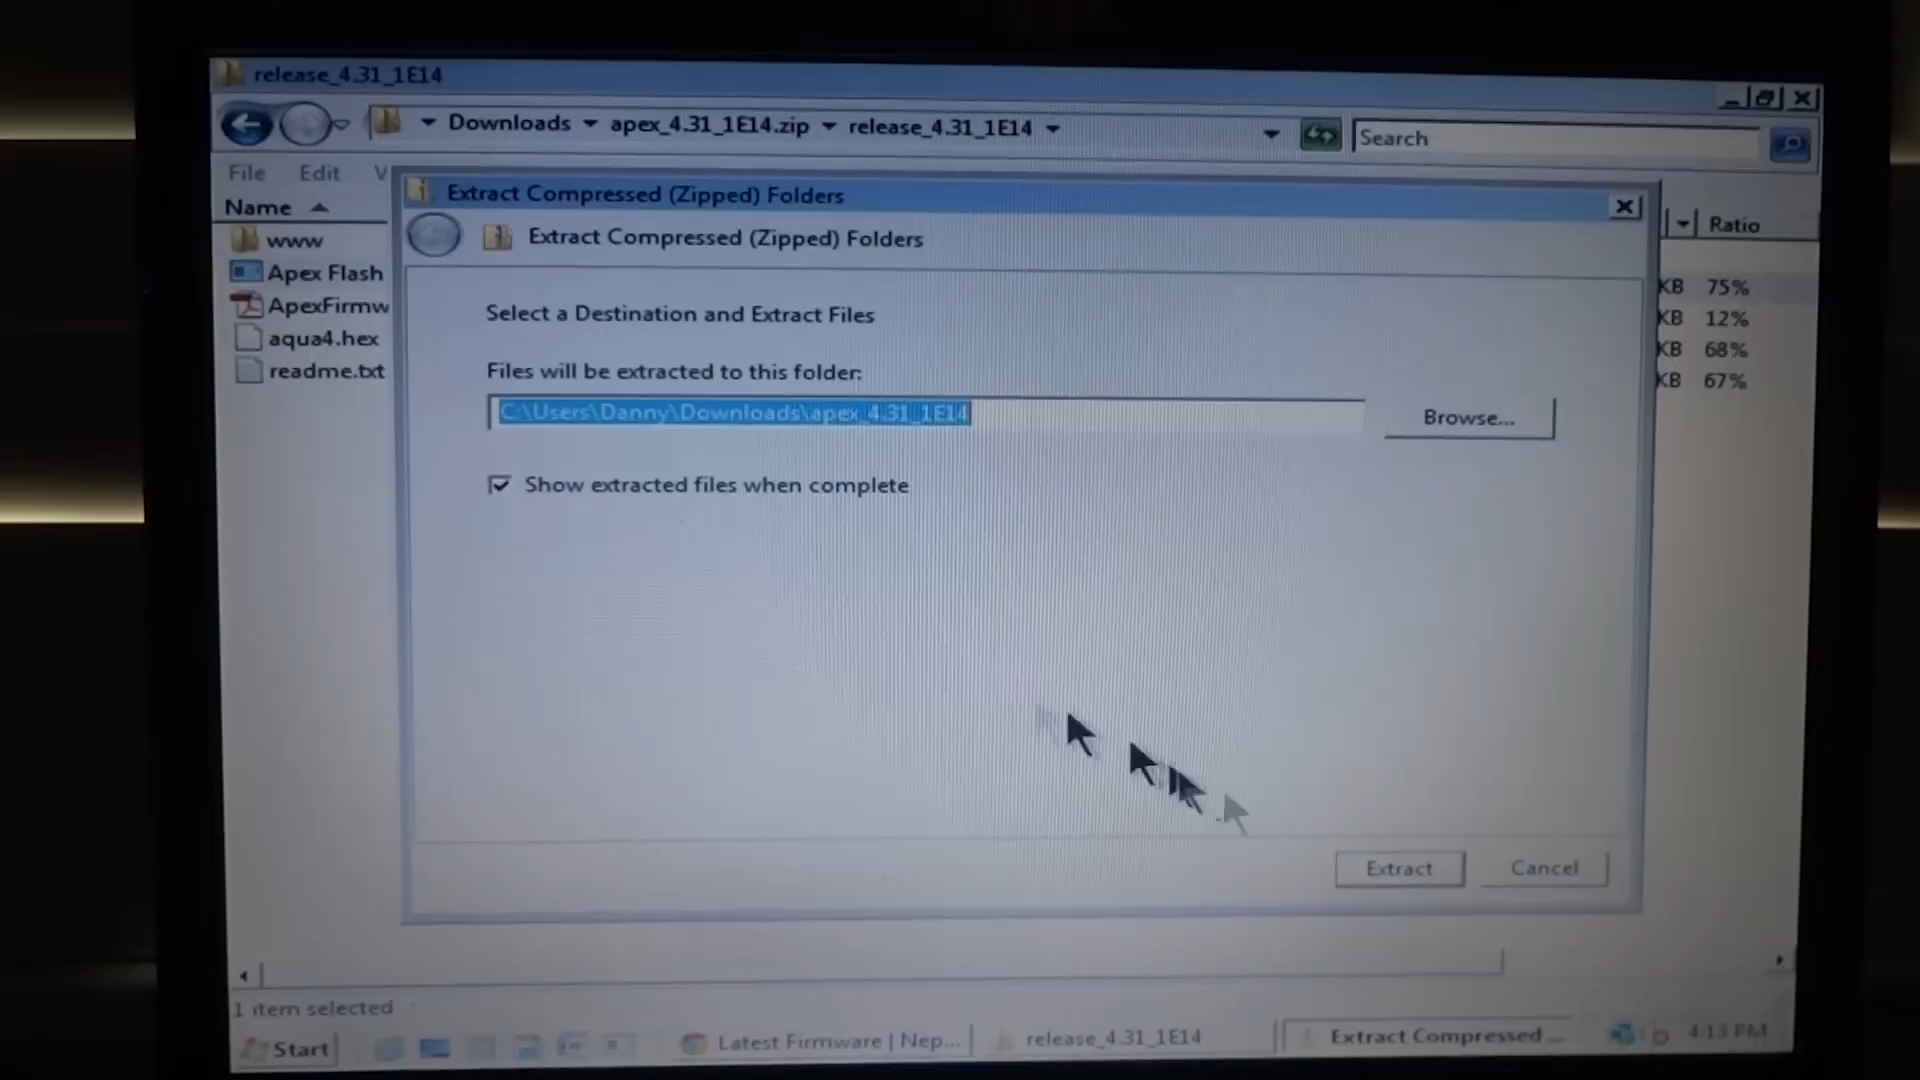 release_4.31_1E14
Downloads apex_4.31_1E14.zip release_4.31_1E14
Search
File Edit V
Extract Compressed (Zipped) Folders
Name
Extract Compressed (Zipped) Folders
Ratio
www
Apex Flash
KB 75%
ApexFirmw
Select a Destination and Extract Files
KB 12%
aqua4.hex
KB 68%
readme.txt
Files will be extracted to this folder:
KB 67%
C:\Users\Danny\Downloads\apex_4.31_1E14
Browse...
Show extracted files when complete
Extract Cancel
1 item selected
Start Latest Firmware | Nep... release_4.31_1E14 Extract Compressed ... 4:13 PM